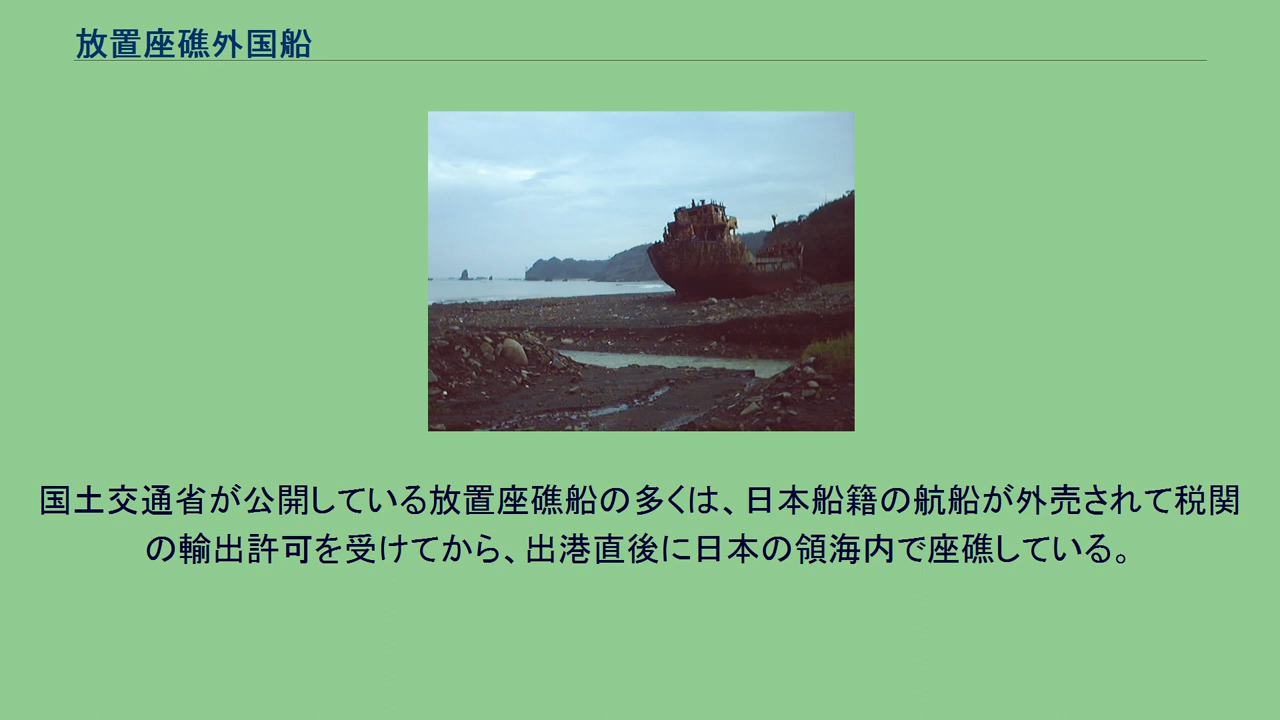 放置座礁外国船
国土交通省が公開している放置座礁船の多くは、日本船籍の航船が外売されて税関
の輸出許可を受けてから、出港直後に日本の領海内で座礁している。